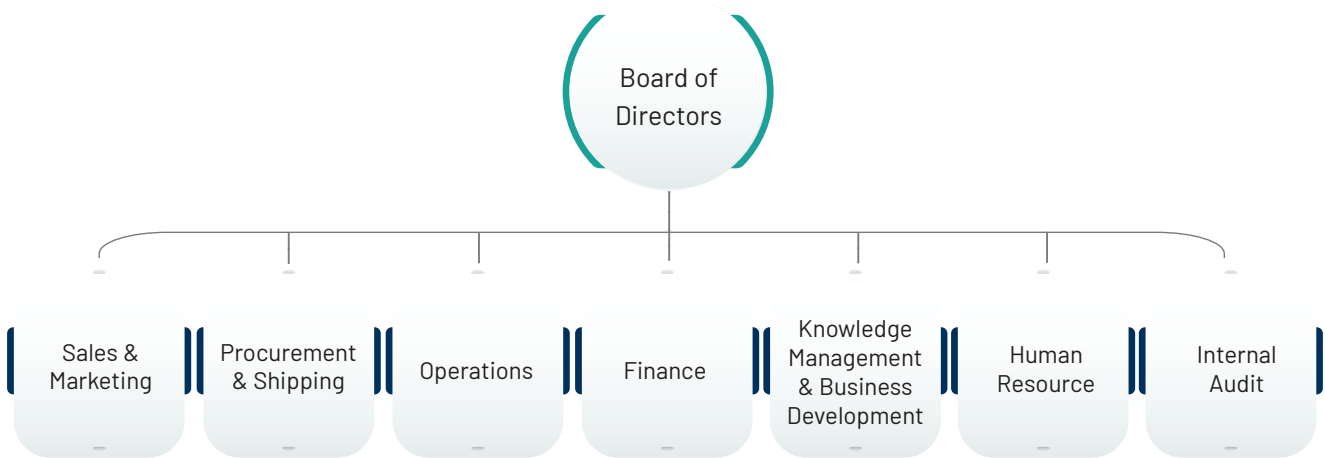 Board of
Directors
Sales &
Marketing
Procurement
& Shipping
Operations
Finance
Knowledge
Management
& Business
Development
Human
Resource
Internal
Audit